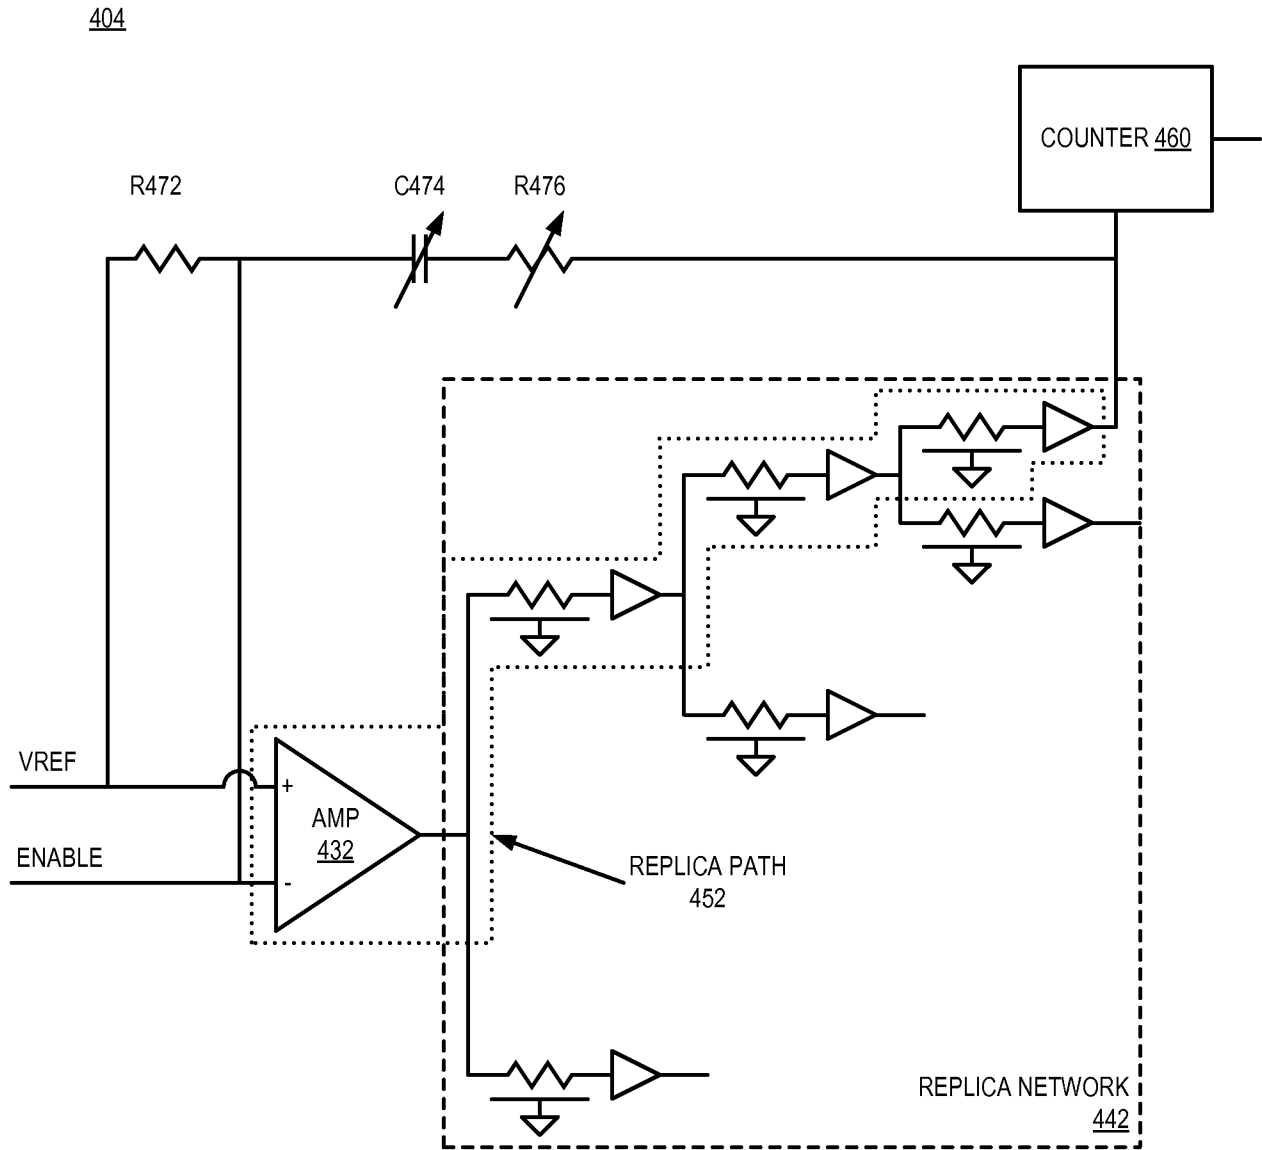 404
COUNTER 460
R472
C474
R476
VREF
+
AMP
432
ENABLE
-
REPLICA PATH
452
REPLICA NETWORK
442